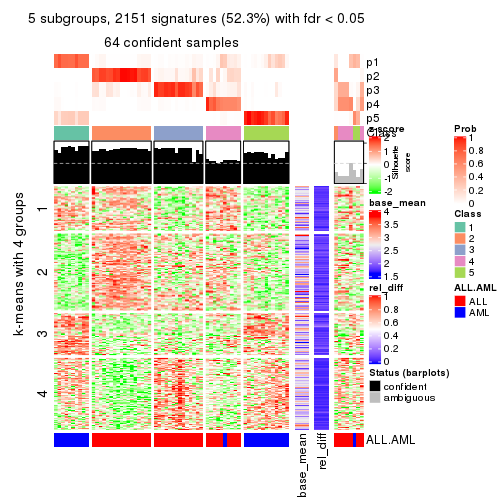 5 subgroups, 2151 signatures (52.3%) with fdr < 0.05
64 confident samples
p1
p2
p3
p4
p5
Class
z-score
2
1
0
-1
-2
Silhouette
score
base_mean
4
3.5
3
2.5
2
1.5
rel_diff
1
0.8
0.6
0.4
0.2
0
Status (barplots)
confident
ambiguous
Prob
1
0.8
0.6
0.4
0.2
0
Class
1
2
3
4
5
ALL.AML
ALL
AML
k-means with 4 groups
1
2
3
4
ALL.AML
base_mean
rel_diff